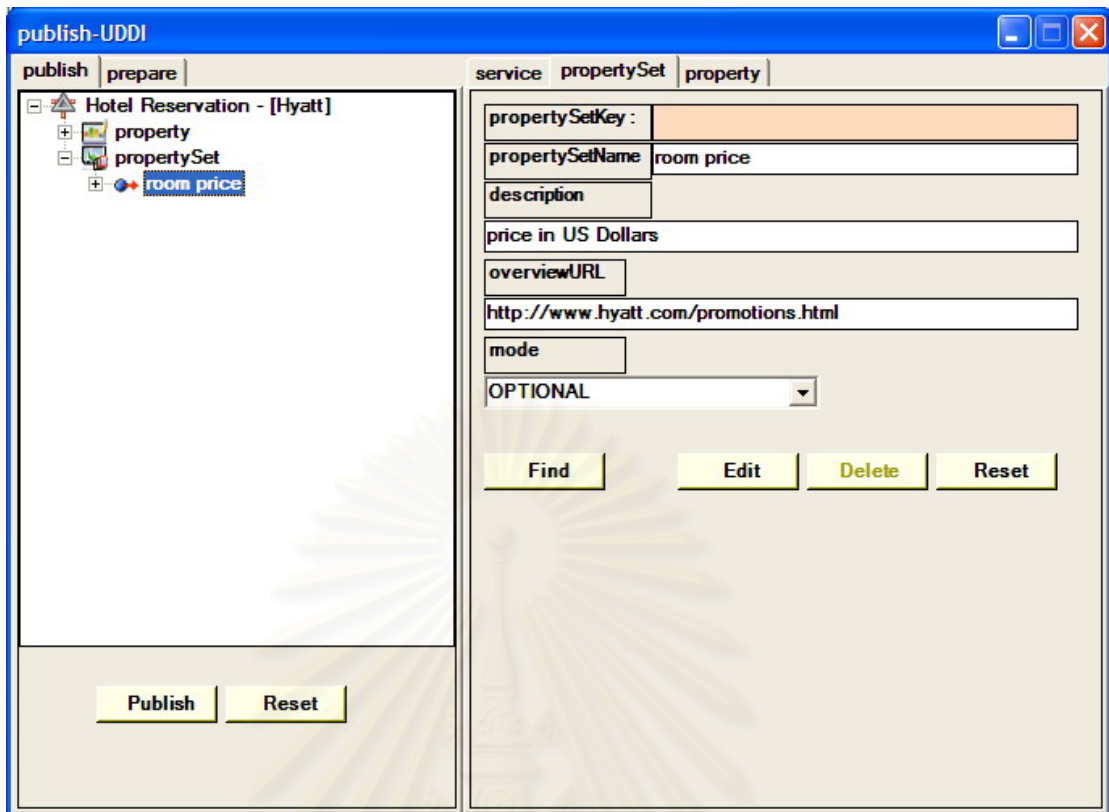 publish-UDDI
publish prepare
Hotel Reservation - [Hyatt]
property
propertySet
room price
Publish Reset
service propertySet property
propertySetKey :
propertySetName room price
description
price in US Dollars
overviewURL
http://www.hyatt.com/promotions.html
mode
OPTIONAL
Find Edit Delete Reset